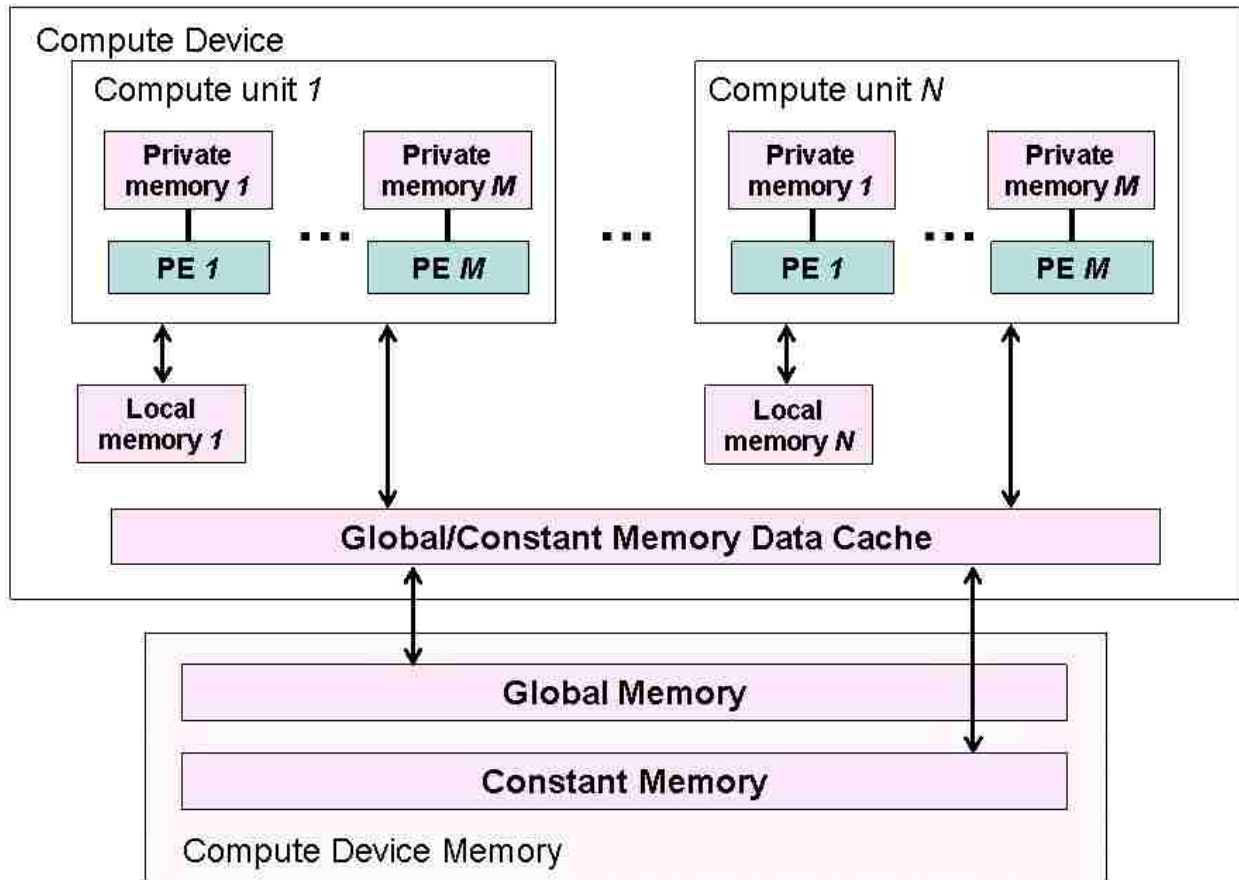 Compute Device
Compute unit 1
Compute unit N
Private
memory 1
Private
memory M
Private
memory 1
Private
memory M
...
...
...
PE 1
PE M
PE 1
PE M
Local
memory 1
Local
memory N
Global/Constant Memory Data Cache
Global Memory
Constant Memory
Compute Device Memory